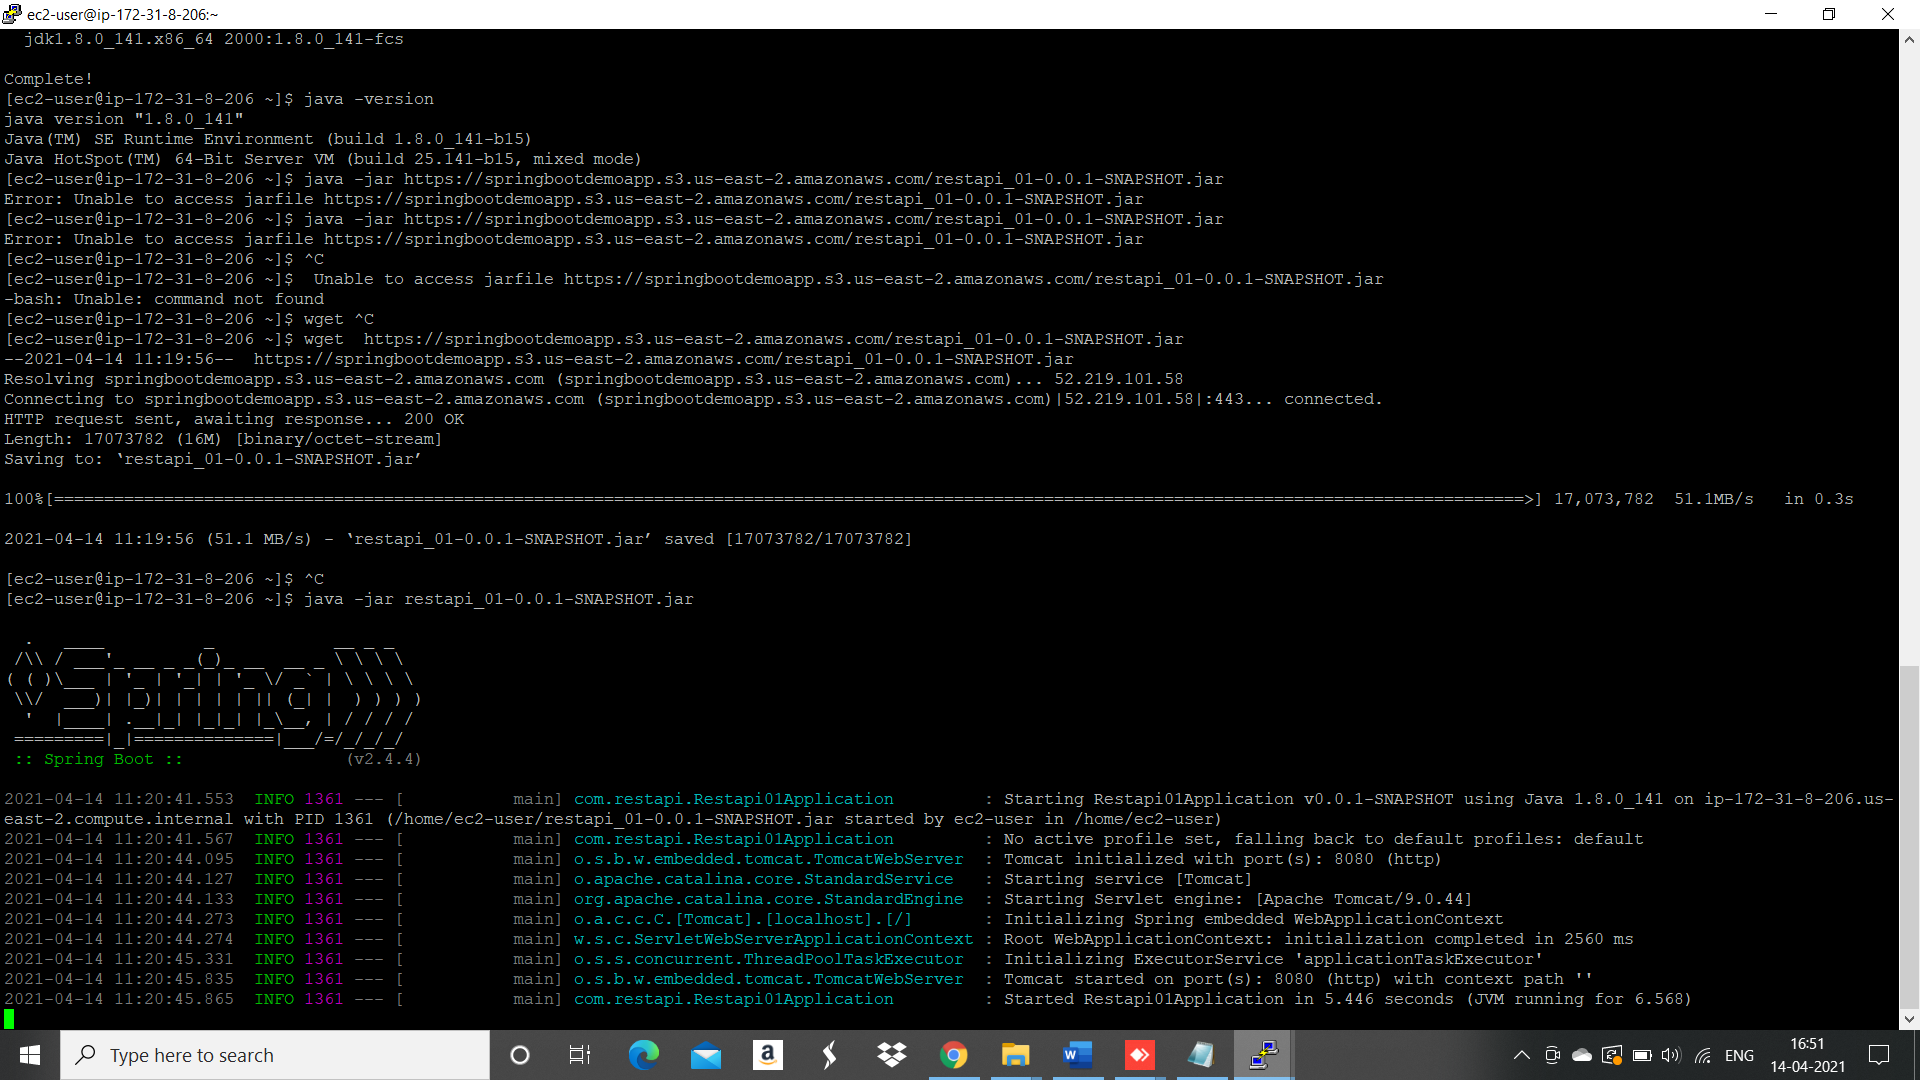 ec2-user@ip-172-31-8-206:~
jdk1.8.0_141.x86_64 2000:1.8.0_141-fcs
Complete!
[ec2-user@ip-172-31-8-206 ~]$ java -version
java version "1.8.0_141"
Java(TM) SE Runtime Environment (build 1.8.0_141-b15)
Java HotSpot(TM) 64-Bit Server VM (build 25.141-b15, mixed mode)
[ec2-user@ip-172-31-8-206 ~]$ java -jar https://springbootdemoapp.s3.us-east-2.amazonaws.com/restapi_01-0.0.1-SNAPSHOT.jar
Error: Unable to access jarfile https://springbootdemoapp.s3.us-east-2.amazonaws.com/restapi_01-0.0.1-SNAPSHOT.jar
[ec2-user@ip-172-31-8-206 ~]$ java -jar https://springbootdemoapp.s3.us-east-2.amazonaws.com/restapi_01-0.0.1-SNAPSHOT.jar
Error: Unable to access jarfile https://springbootdemoapp.s3.us-east-2.amazonaws.com/restapi_01-0.0.1-SNAPSHOT.jar
[ec2-user@ip-172-31-8-206 ~]$ ^C
[ec2-user@ip-172-31-8-206 ~]$  Unable to access jarfile https://springbootdemoapp.s3.us-east-2.amazonaws.com/restapi_01-0.0.1-SNAPSHOT.jar
-bash: Unable: command not found
[ec2-user@ip-172-31-8-206 ~]$ wget ^C
[ec2-user@ip-172-31-8-206 ~]$ wget  https://springbootdemoapp.s3.us-east-2.amazonaws.com/restapi_01-0.0.1-SNAPSHOT.jar
--2021-04-14 11:19:56--  https://springbootdemoapp.s3.us-east-2.amazonaws.com/restapi_01-0.0.1-SNAPSHOT.jar
Resolving springbootdemoapp.s3.us-east-2.amazonaws.com (springbootdemoapp.s3.us-east-2.amazonaws.com)... 52.219.101.58
Connecting to springbootdemoapp.s3.us-east-2.amazonaws.com (springbootdemoapp.s3.us-east-2.amazonaws.com)|52.219.101.58|:443... connected.
HTTP request sent, awaiting response... 200 OK
Length: 17073782 (16M) [binary/octet-stream]
Saving to: ‘restapi_01-0.0.1-SNAPSHOT.jar’
100%[===================================================================================================================================================>] 17,073,782  51.1MB/s   in 0.3s
2021-04-14 11:19:56 (51.1 MB/s) - ‘restapi_01-0.0.1-SNAPSHOT.jar’ saved [17073782/17073782]
[ec2-user@ip-172-31-8-206 ~]$ ^C
[ec2-user@ip-172-31-8-206 ~]$ java -jar restapi_01-0.0.1-SNAPSHOT.jar
Spring
:: Spring Boot ::                (v2.4.4)
2021-04-14 11:20:41.553  INFO 1361 --- [           main] com.restapi.Restapi01Application         : Starting Restapi01Application v0.0.1-SNAPSHOT using Java 1.8.0_141 on ip-172-31-8-206.us-
east-2.compute.internal with PID 1361 (/home/ec2-user/restapi_01-0.0.1-SNAPSHOT.jar started by ec2-user in /home/ec2-user)
2021-04-14 11:20:41.567  INFO 1361 --- [           main] com.restapi.Restapi01Application         : No active profile set, falling back to default profiles: default
2021-04-14 11:20:44.095  INFO 1361 --- [           main] o.s.b.w.embedded.tomcat.TomcatWebServer  : Tomcat initialized with port(s): 8080 (http)
2021-04-14 11:20:44.127  INFO 1361 --- [           main] o.apache.catalina.core.StandardService   : Starting service [Tomcat]
2021-04-14 11:20:44.133  INFO 1361 --- [           main] org.apache.catalina.core.StandardEngine  : Starting Servlet engine: [Apache Tomcat/9.0.44]
2021-04-14 11:20:44.273  INFO 1361 --- [           main] o.a.c.c.C.[Tomcat].[localhost].[/]       : Initializing Spring embedded WebApplicationContext
2021-04-14 11:20:44.274  INFO 1361 --- [           main] w.s.c.ServletWebServerApplicationContext : Root WebApplicationContext: initialization completed in 2560 ms
2021-04-14 11:20:45.331  INFO 1361 --- [           main] o.s.s.concurrent.ThreadPoolTaskExecutor  : Initializing ExecutorService 'applicationTaskExecutor'
2021-04-14 11:20:45.835  INFO 1361 --- [           main] o.s.b.w.embedded.tomcat.TomcatWebServer  : Tomcat started on port(s): 8080 (http) with context path ''
2021-04-14 11:20:45.865  INFO 1361 --- [           main] com.restapi.Restapi01Application         : Started Restapi01Application in 5.446 seconds (JVM running for 6.568)
Type here to search
ENG
16:51
14-04-2021